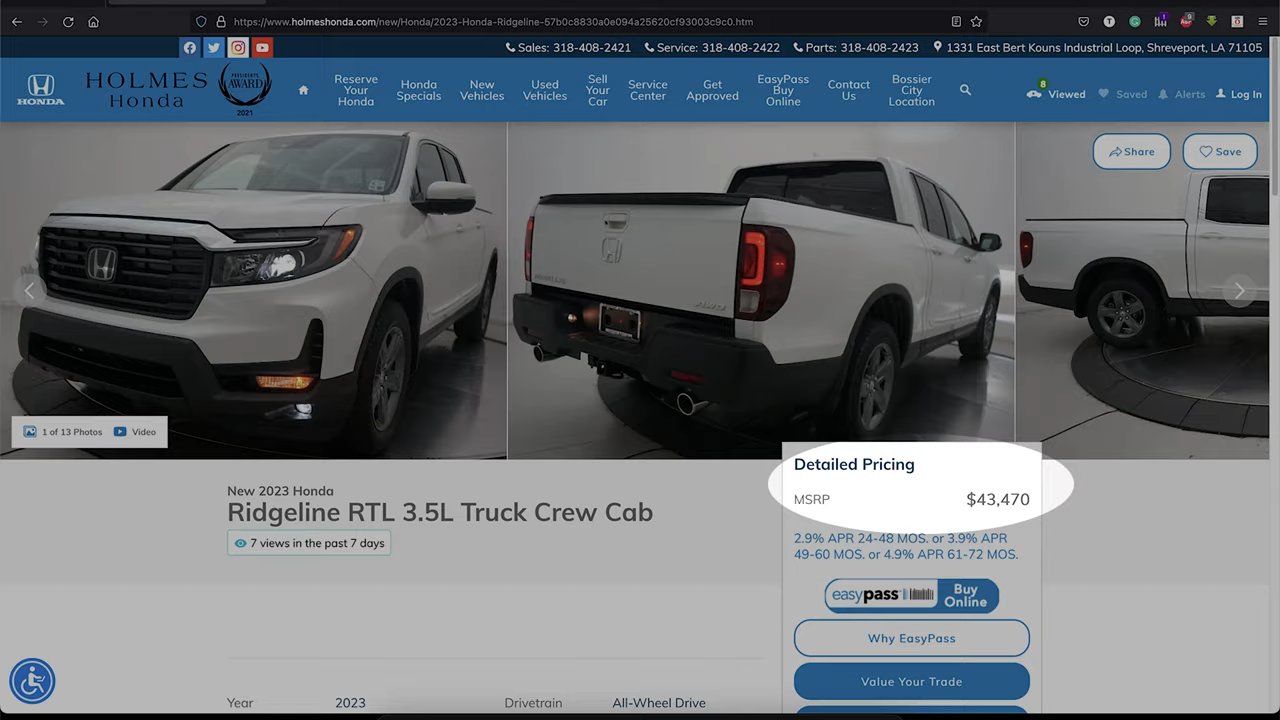 https://www.holmeshonda.com/new/Honda/2023-Honda-Ridgeline-57b0c8830a0e094a25620cf93003c9c0.htm
Sales: 318-408-2421 Service: 318-408-2422 Parts: 318-408-2423 1331 East Bert Kouns Industrial Loop, Shreveport, LA 71105
HONDA
HOLMES
Honda
PRESIDENT'S
AWARD
2021
Reserve
Your
Honda
Honda
Specials
New
Vehicles
Used
Vehicles
Sell
Your
Car
Service
Center
Get
Approved
EasyPass
Buy
Online
Contact
Us
Bossier
City
Location
8
Viewed
Saved
Alerts
Log In
Share
Save
AWD
1 of 13 Photos
Video
New 2023 Honda
Ridgeline RTL 3.5L Truck Crew Cab
7 views in the past 7 days
Detailed Pricing
MSRP $43,470
2.9% APR 24-48 MOS. or 3.9% APR
49-60 MOS. or 4.9% APR 61-72 MOS.
easypass
Buy
Online
Why EasyPass
Value Your Trade
Year 2023 Drivetrain All-Wheel Drive